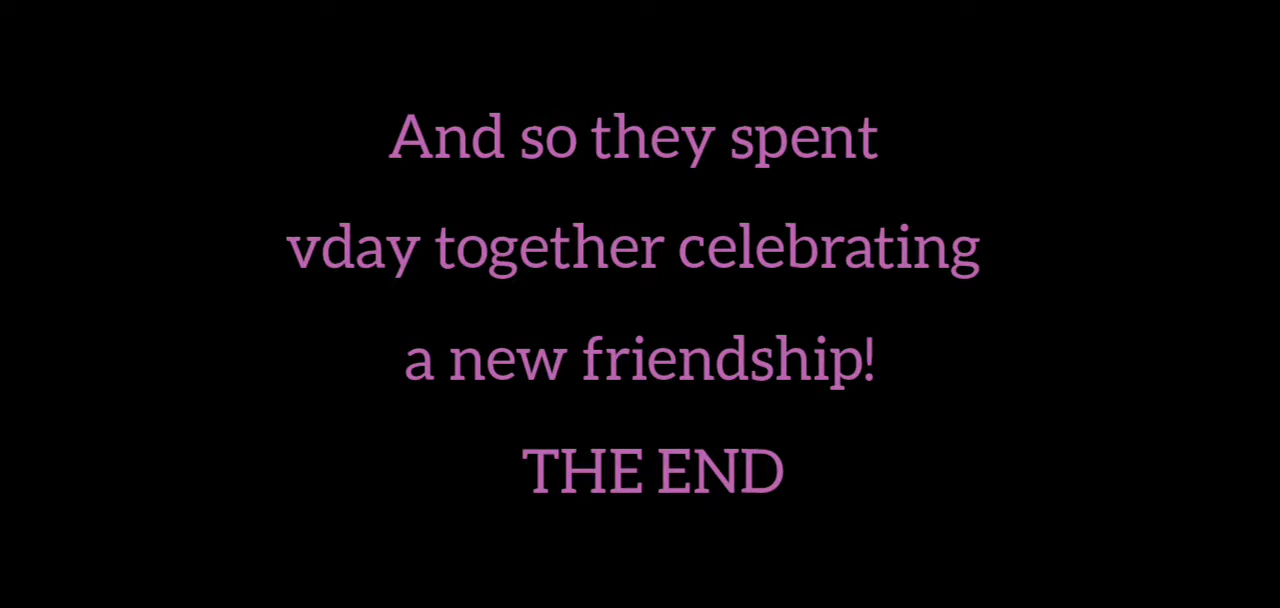 And so they spent
vday together celebrating
a new friendship!
THE END